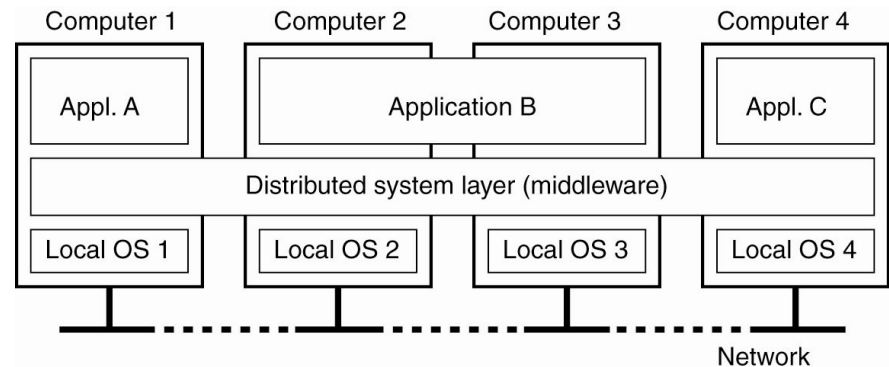 Computer 1
Computer 2
Computer 3
Computer 4
Appl. A
Application B
Appl. C
Distributed system layer (middleware)
Local OS 1
Local OS 2
Local OS 3
Local OS 4
Network